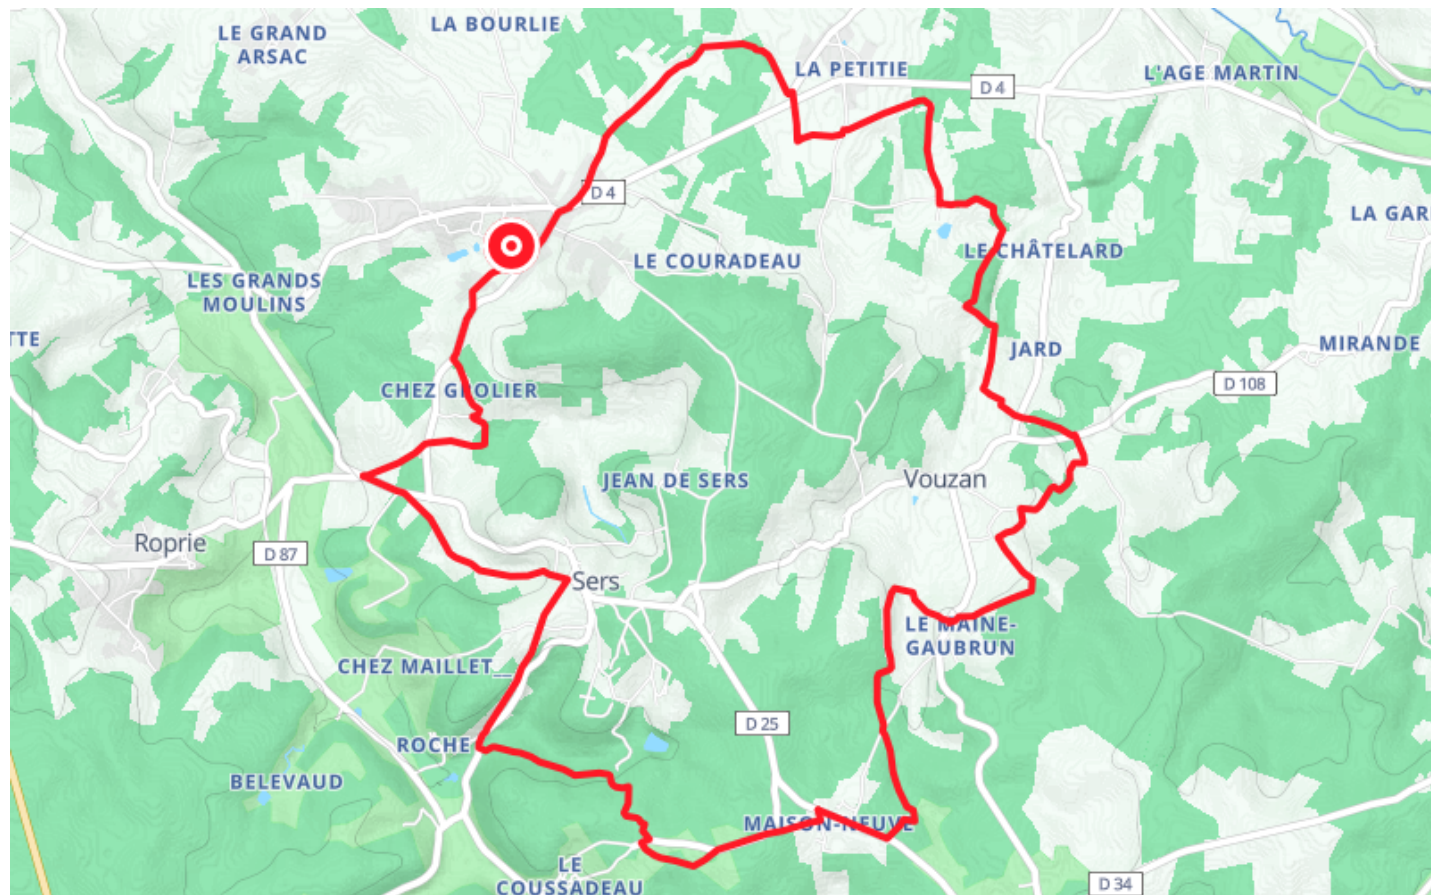 LA BOURLIE
LE GRAND
ARSAC
LA PETITIE
L'AGE MARTIN
D 4
D 4
LA GAR
LE COURADEAU
LE CHÂTELARD
LES GRANDS
MOULINS
TTE
JARD
MIRANDE
D 108
CHEZ GROLIER
JEAN DE SERS
Vouzan
Roprie
D 87
Sers
LE MAINE-
GAUBRUN
CHEZ MAILLET__
D 25
ROCHE
BELEVAUD
MAISON-NEUVE
LE
COUSSADEAU
D 34